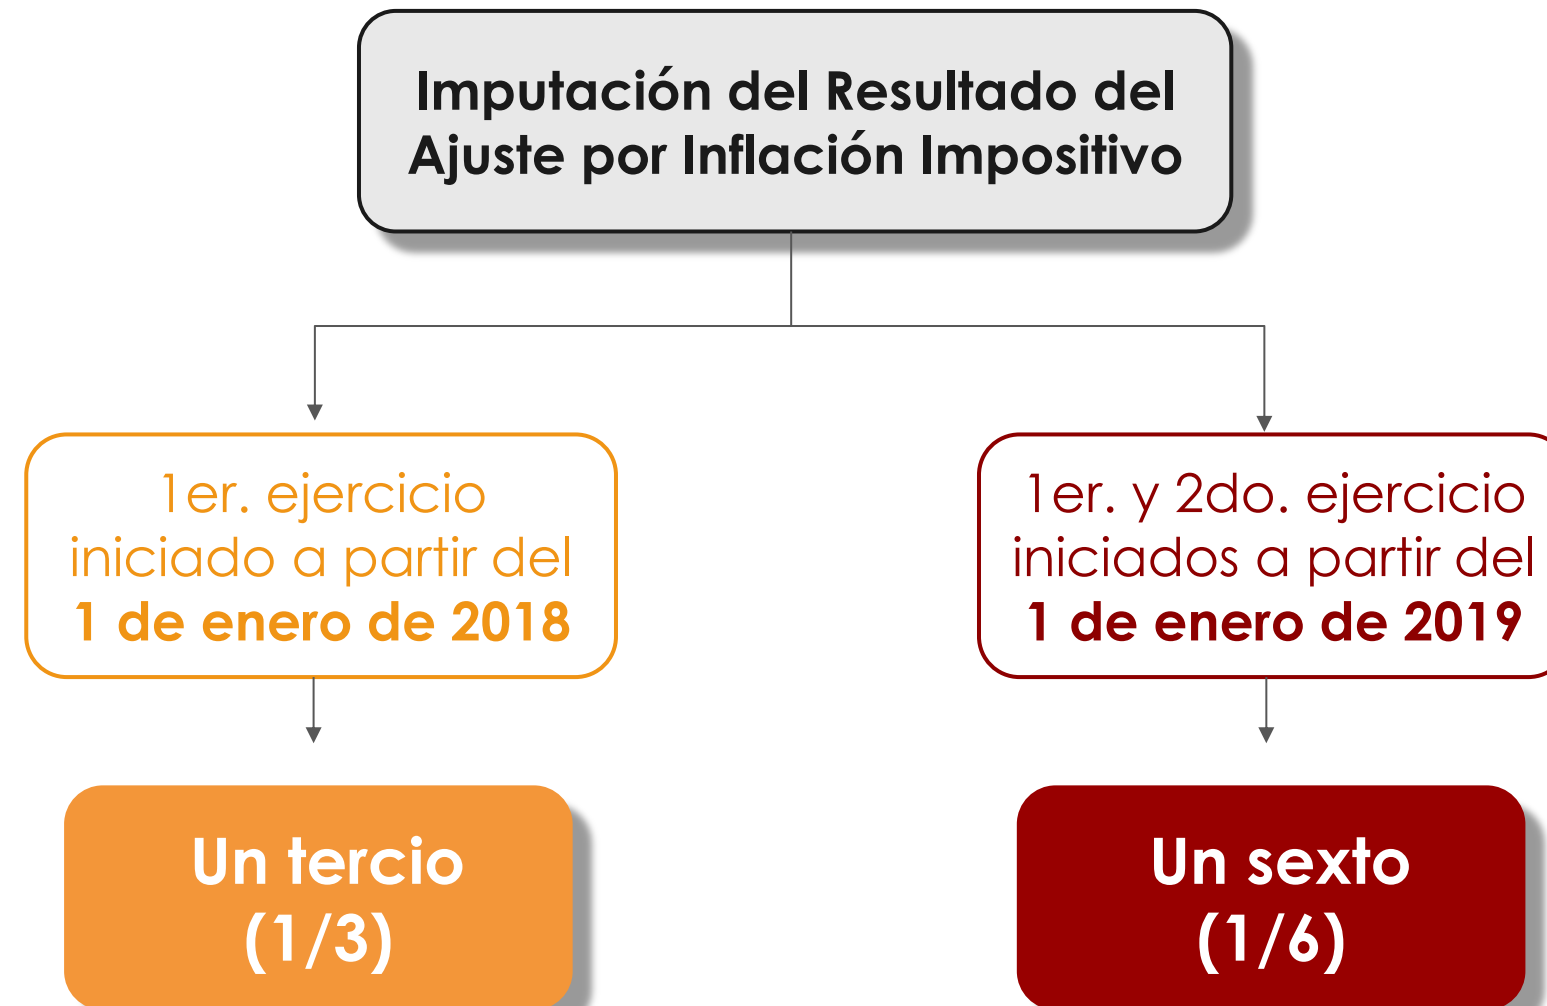 Imputación del Resultado del
Ajuste por Inflación Impositivo
1er. ejercicio
iniciado a partir del
1 de enero de 2018
1er. y 2do. ejercicio
iniciados a partir del
1 de enero de 2019
Un tercio
(1/3)
Un sexto
(1/6)